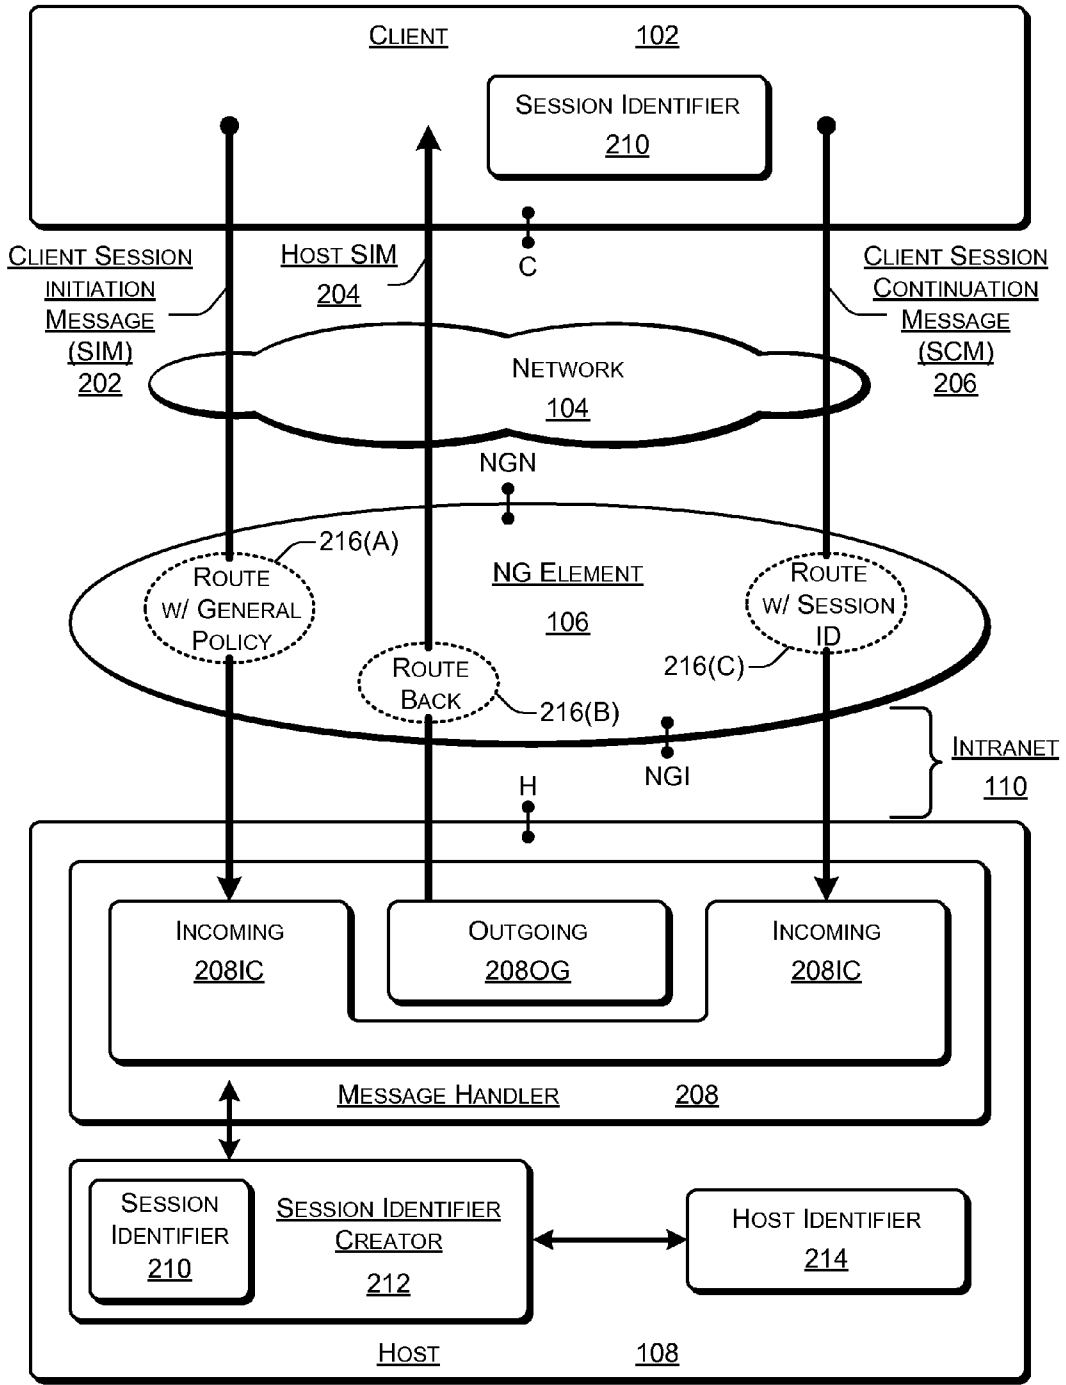 CLIENT 102
SESSION IDENTIFIER
210
CLIENT SESSION
INITIATION
MESSAGE
(SIM)
202
HOST SIM
204
C
CLIENT SESSION
CONTINUATION
MESSAGE
(SCM)
206
NETWORK
104
NGN
216(A)
ROUTE
W/ GENERAL
POLICY
NG ELEMENT
106
ROUTE
W/ SESSION
ID
216(C)
ROUTE
BACK
216(B)
NGI
INTRANET
110
H
INCOMING
208IC
OUTGOING
208OG
INCOMING
208IC
MESSAGE HANDLER 208
SESSION
IDENTIFIER
210
SESSION IDENTIFIER
CREATOR
212
HOST IDENTIFIER
214
HOST 108